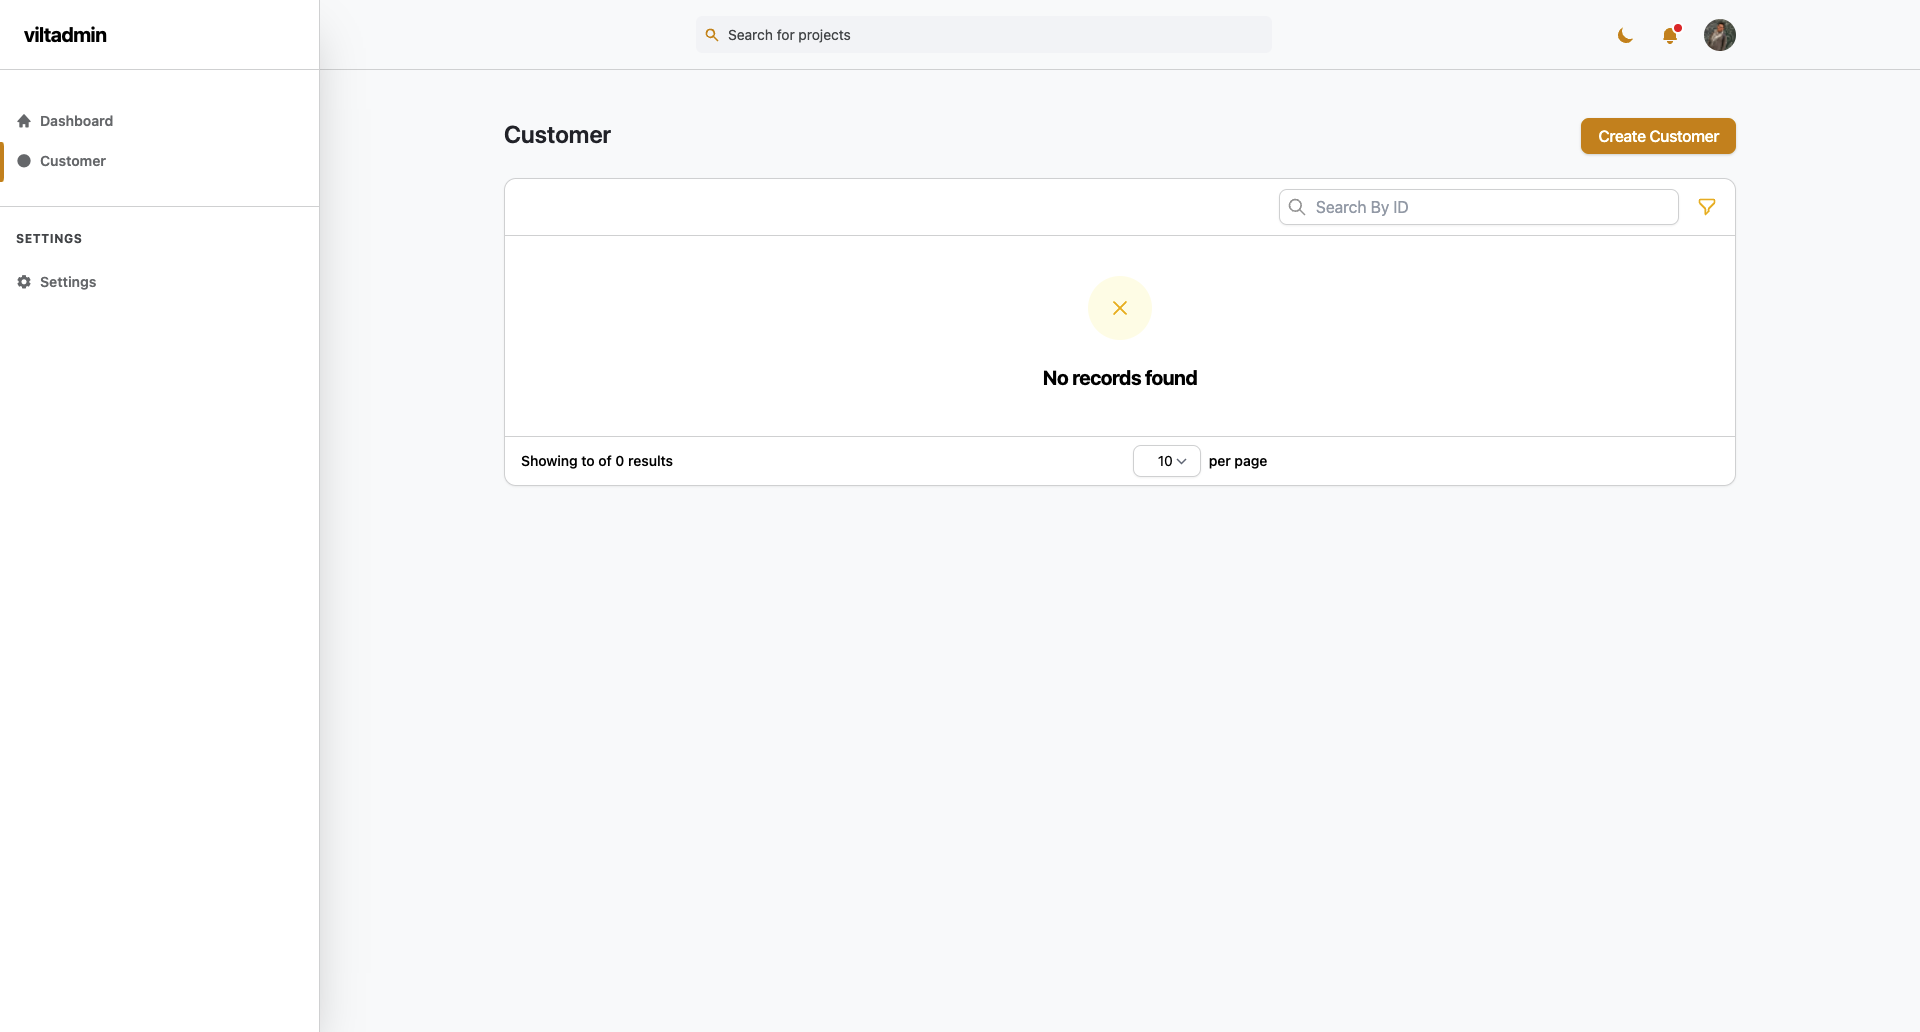 viltadmin
Search for projects
Dashboard
Customer
SETTINGS
Settings
Customer
Create Customer
Search By ID
No records found
Showing to of 0 results
10
per page